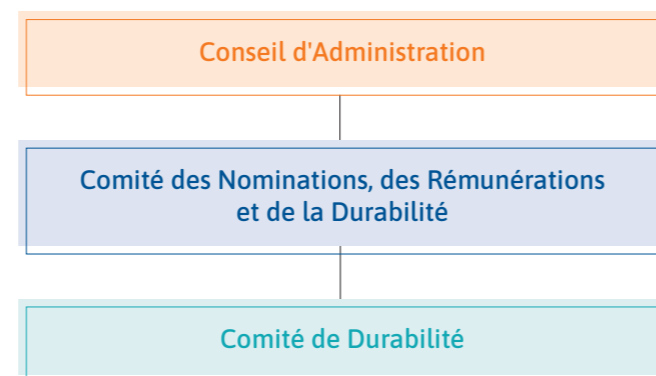 Conseil d'Administration
Comité des Nominations, des Rémunérations
et de la Durabilité
Comité de Durabilité